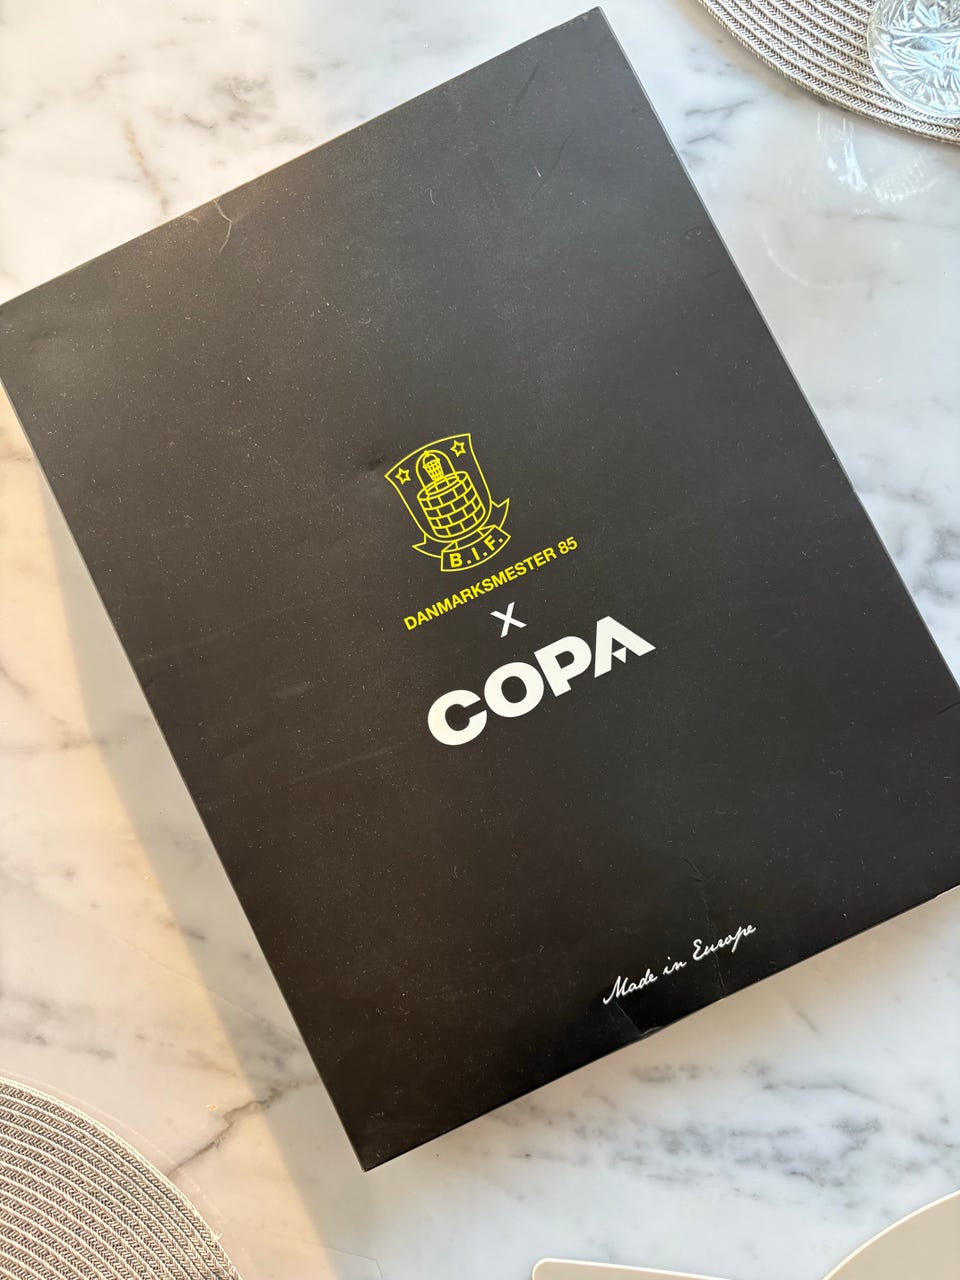 B.I.F.
DANMARKSMESTER 85
X
COPA
Made in Europe